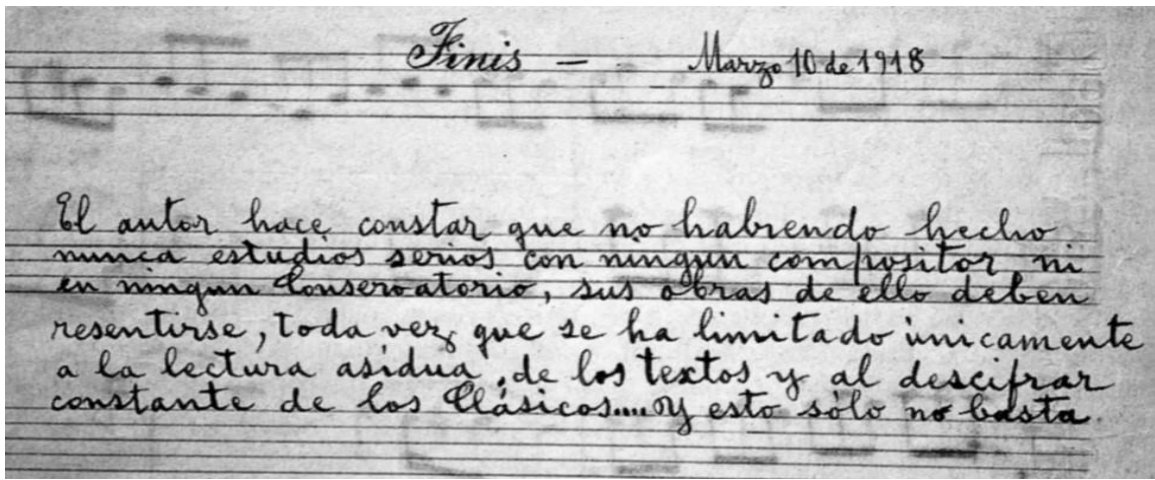 Finis — Marzo 10 de 1918
El autor hace constar que no habiendo hecho
nunca estudios serios con ningun compositor ni
en ningun Conservatorio, sus obras de ello deben
resentirse, toda vez que se ha limitado únicamente
a la lectura asídua, de los textos y al descifrar
constante de los Clásicos.... Y esto sólo no basta.